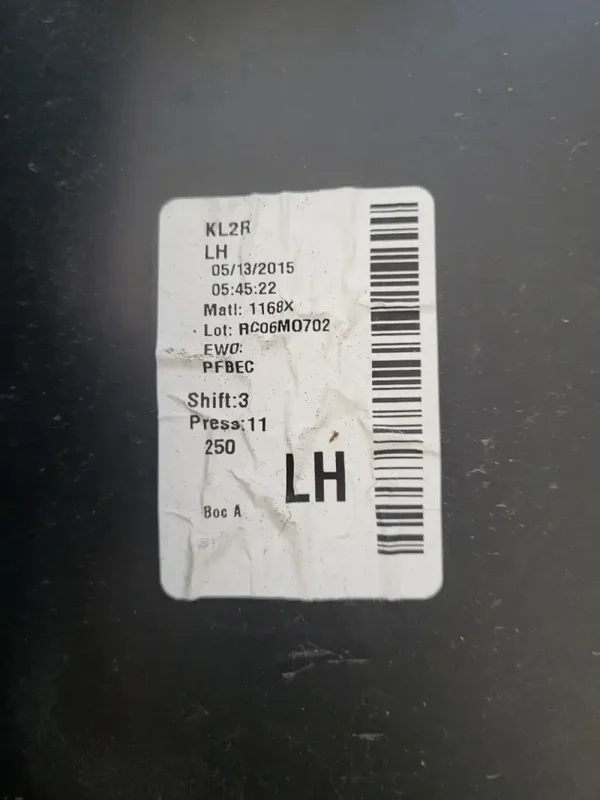 KL2R
LH
05/13/2015
05:45:22
Matl: 1168X
Lot: RC06M0702
EWO:
PFBEC
Shift:3
Press:11
250
LH
Boc A